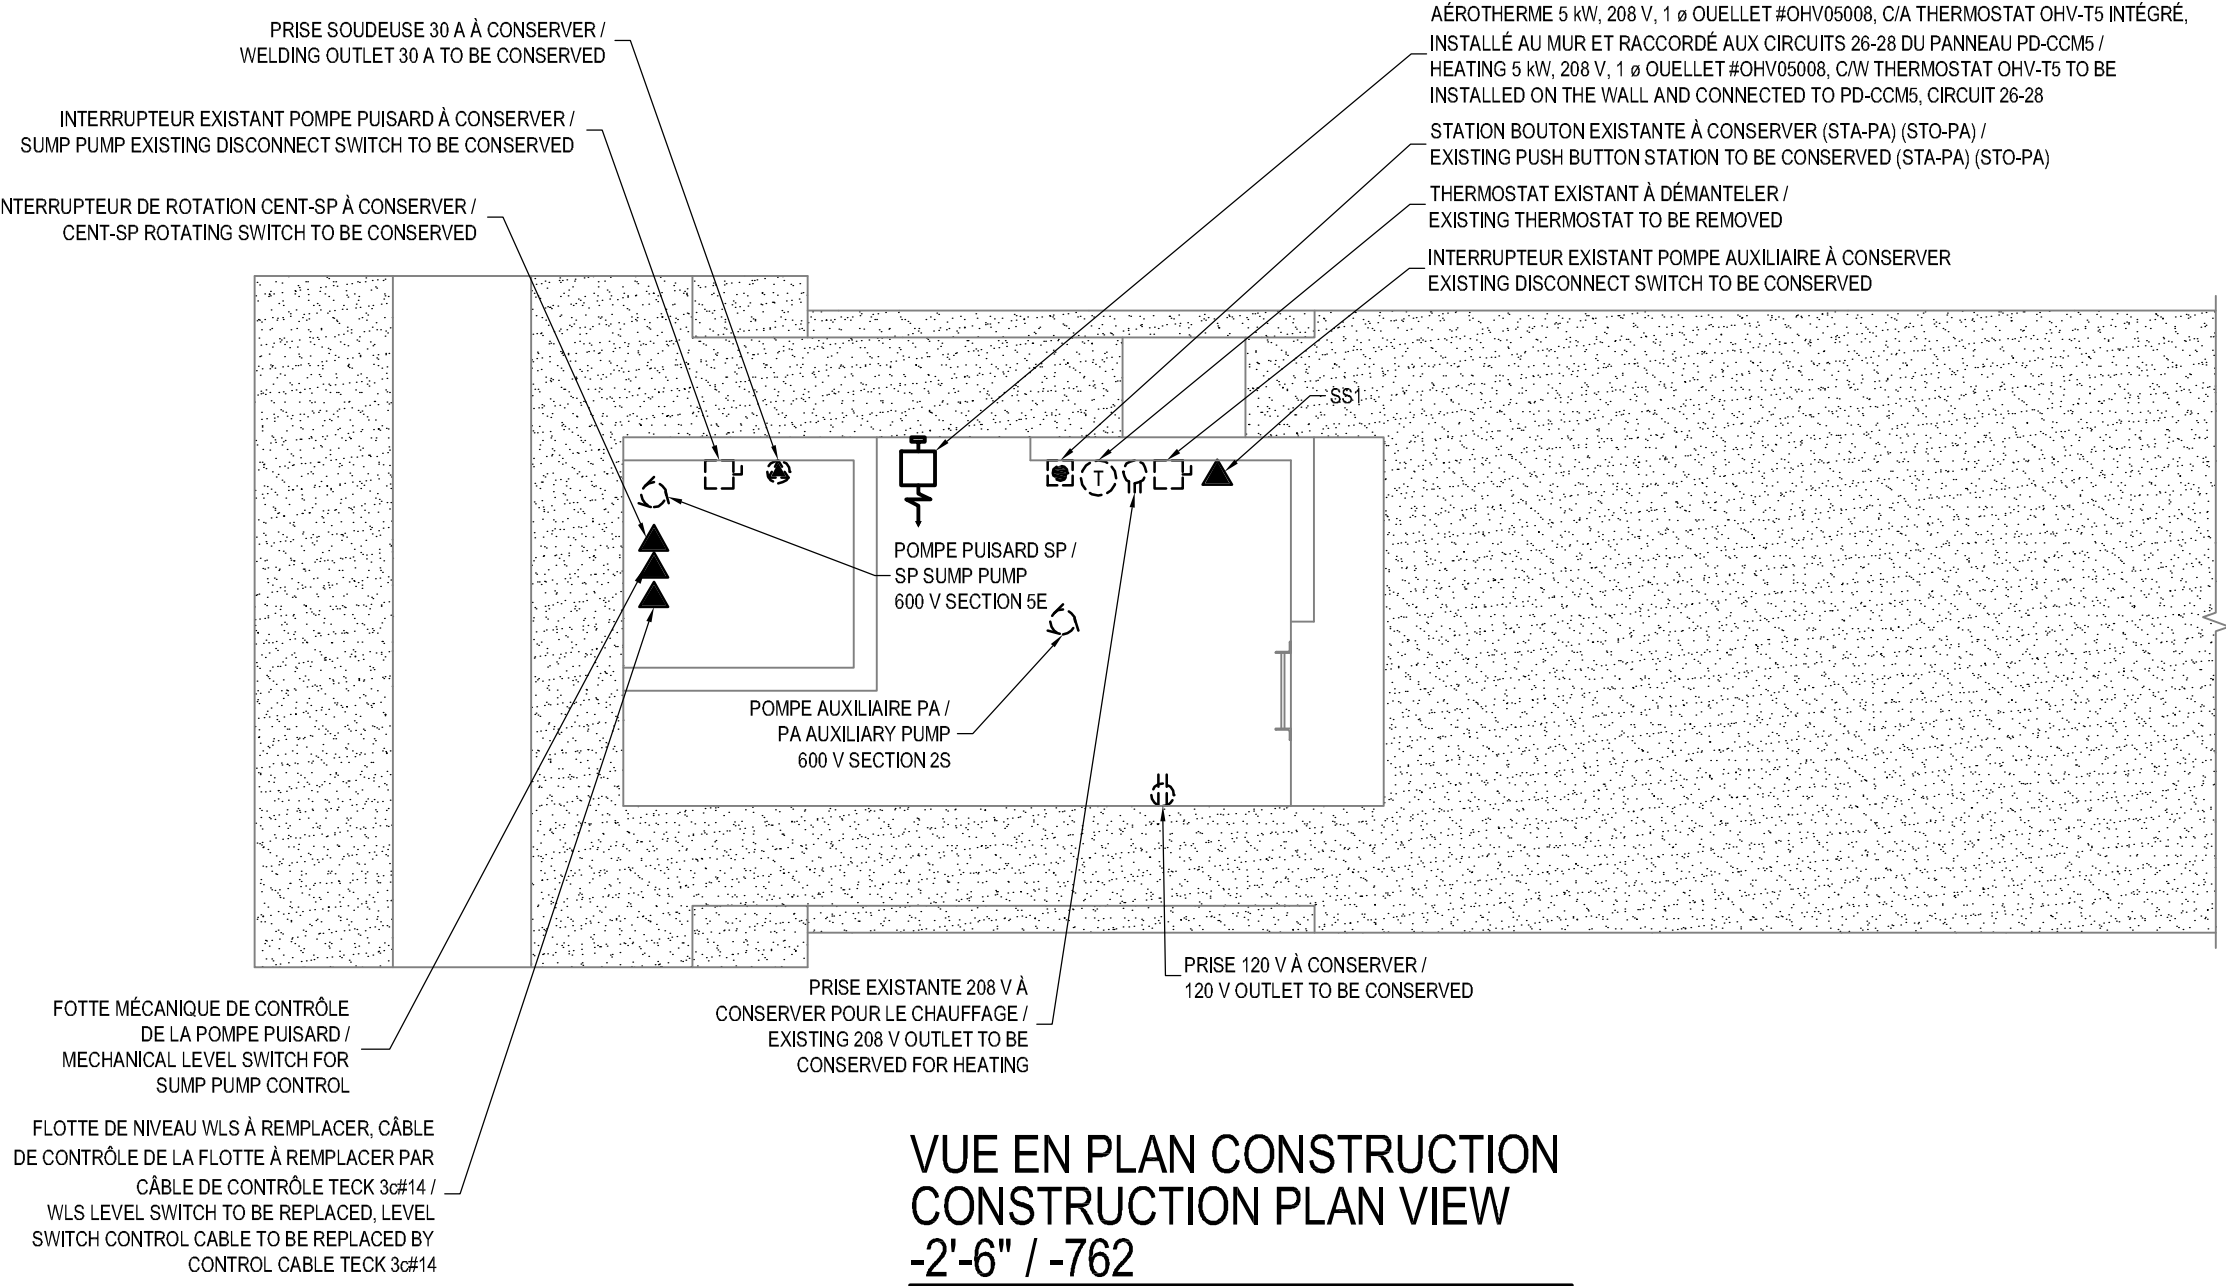 PRISE SOUDEUSE 30 A À CONSERVER /
WELDING OUTLET 30 A TO BE CONSERVED
INTERRUPTEUR EXISTANT POMPE PUISARD À CONSERVER /
SUMP PUMP EXISTING DISCONNECT SWITCH TO BE CONSERVED
NTERRUPTEUR DE ROTATION CENT-SP À CONSERVER /
CENT-SP ROTATING SWITCH TO BE CONSERVED
AÉROTHERME 5 kW, 208 V, 1 ø OUELLET #OHV05008, C/A THERMOSTAT OHV-T5 INTÉGRÉ,
INSTALLÉ AU MUR ET RACCORDÉ AUX CIRCUITS 26-28 DU PANNEAU PD-CCM5 /
HEATING 5 kW, 208 V, 1 ø OUELLET #OHV05008, C/W THERMOSTAT OHV-T5 TO BE
INSTALLED ON THE WALL AND CONNECTED TO PD-CCM5, CIRCUIT 26-28
STATION BOUTON EXISTANTE À CONSERVER (STA-PA) (STO-PA) /
EXISTING PUSH BUTTON STATION TO BE CONSERVED (STA-PA) (STO-PA)
THERMOSTAT EXISTANT À DÉMANTELER /
EXISTING THERMOSTAT TO BE REMOVED
INTERRUPTEUR EXISTANT POMPE AUXILIAIRE À CONSERVER
EXISTING DISCONNECT SWITCH TO BE CONSERVED
SS1
T
POMPE PUISARD SP /
SP SUMP PUMP
600 V SECTION 5E
POMPE AUXILIAIRE PA /
PA AUXILIARY PUMP
600 V SECTION 2S
PRISE 120 V À CONSERVER /
120 V OUTLET TO BE CONSERVED
PRISE EXISTANTE 208 V À
CONSERVER POUR LE CHAUFFAGE /
EXISTING 208 V OUTLET TO BE
CONSERVED FOR HEATING
FOTTE MÉCANIQUE DE CONTRÔLE
DE LA POMPE PUISARD /
MECHANICAL LEVEL SWITCH FOR
SUMP PUMP CONTROL
FLOTTE DE NIVEAU WLS À REMPLACER, CÂBLE
DE CONTRÔLE DE LA FLOTTE À REMPLACER PAR
CÂBLE DE CONTRÔLE TECK 3c#14 /
WLS LEVEL SWITCH TO BE REPLACED, LEVEL
SWITCH CONTROL CABLE TO BE REPLACED BY
CONTROL CABLE TECK 3c#14
VUE EN PLAN CONSTRUCTION
CONSTRUCTION PLAN VIEW
-2'-6" / -762